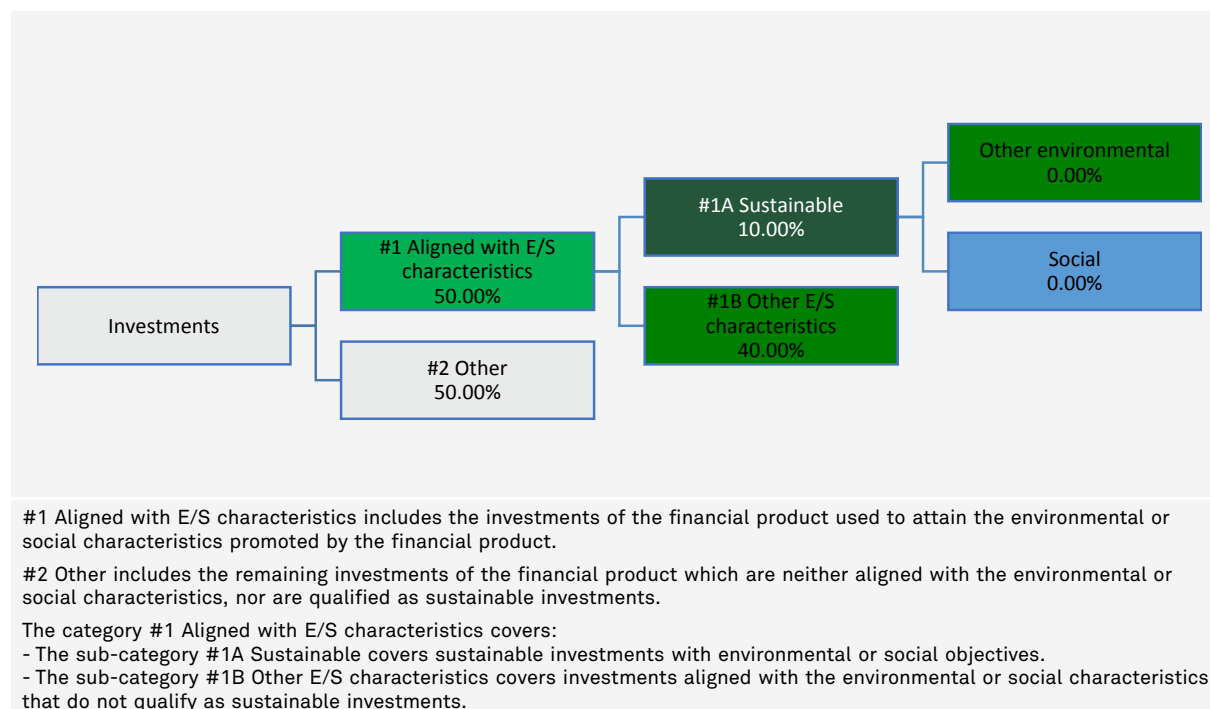 Other environmental
0.00%
#1A Sustainable
10.00%
#1 Aligned with E/S
characteristics
50.00%
Social
0.00%
Investments
#1B Other E/S
characteristics
40.00%
#2 Other
50.00%
#1 Aligned with E/S characteristics includes the investments of the financial product used to attain the environmental or
social characteristics promoted by the financial product.
#2 Other includes the remaining investments of the financial product which are neither aligned with the environmental or
social characteristics, nor are qualified as sustainable investments.
The category #1 Aligned with E/S characteristics covers:
- The sub-category #1A Sustainable covers sustainable investments with environmental or social objectives.
- The sub-category #1B Other E/S characteristics covers investments aligned with the environmental or social characteristics
that do not qualify as sustainable investments.